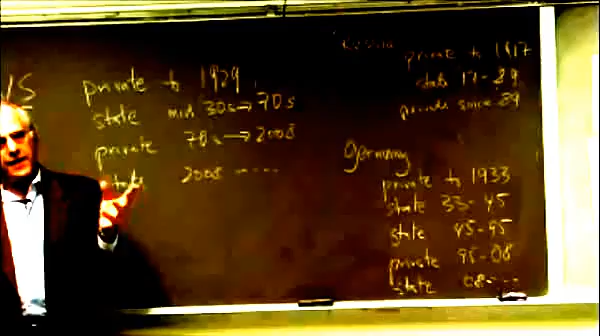 US
private to 1929
state mid 30s → 70s
private 70s → 2008
state 2008 .....
Russia
private to 1917
state 17-89
private since 89
Germany
private to 1933
state 33-45
state 45-95
private 95-08
state 08-...